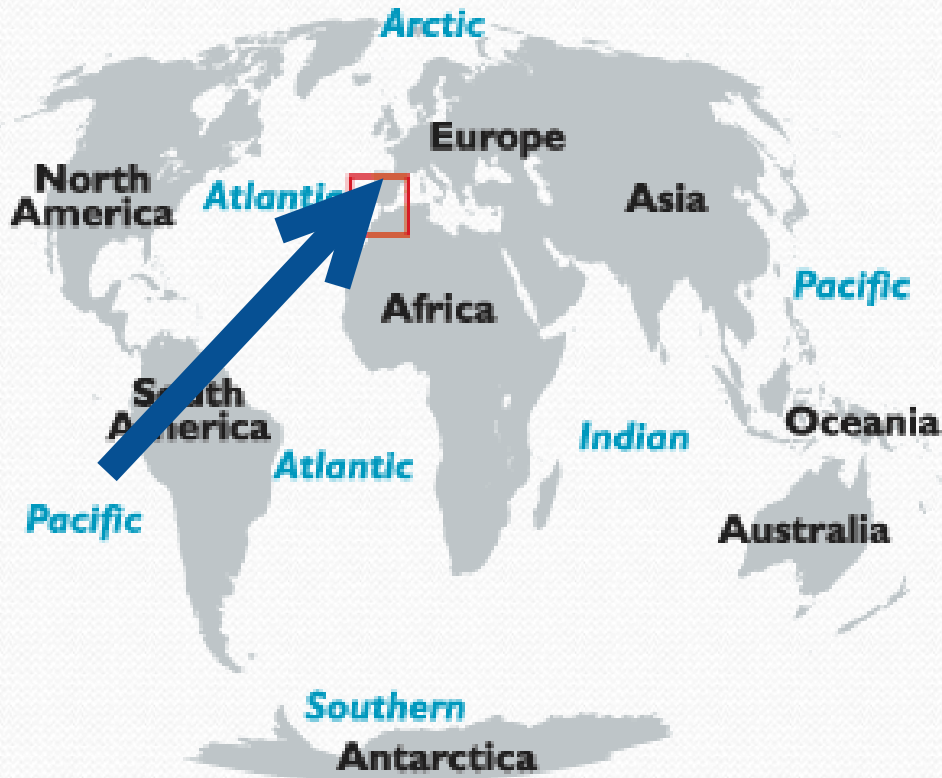 Arctic
Europe
North
America
Atlantic
Asia
Pacific
Africa
South
America
Oceania
Indian
Atlantic
Pacific
Australia
Southern
Antarctica